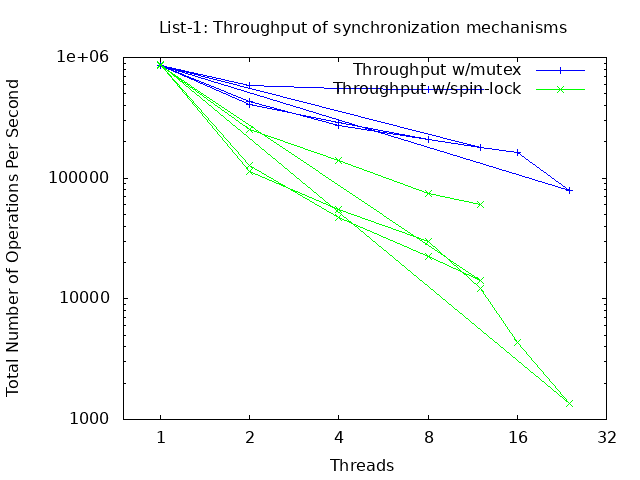 List-1: Throughput of synchronization mechanisms
1e+06
100000
10000
1000
Total Number of Operations Per Second
Throughput w/mutex
Throughput w/spin-lock
1 2 4 8 16 32
Threads